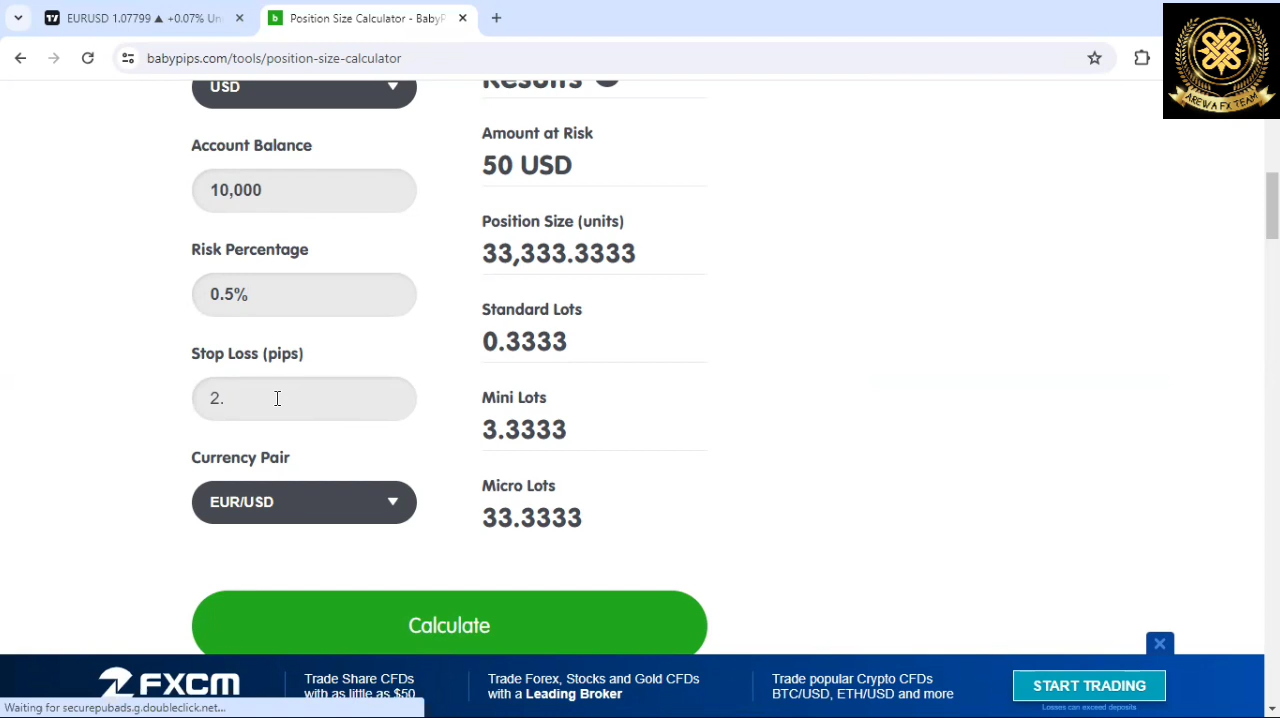 EURUSD 1.07799 ▲ +0.07% Un
Position Size Calculator - BabyP
babypips.com/tools/position-size-calculator
AREWA FX TEAM
USD
Results
Account Balance
10,000
Risk Percentage
0.5%
Stop Loss (pips)
2.
Currency Pair
EUR/USD
Amount at Risk
50 USD
Position Size (units)
33,333.3333
Standard Lots
0.3333
Mini Lots
3.3333
Micro Lots
33.3333
Calculate
FXCM
Trade Share CFDs
with as little as $50
Trade Forex, Stocks and Gold CFDs
with a Leading Broker
Trade popular Crypto CFDs
BTC/USD, ETH/USD and more
START TRADING
Losses can exceed deposits
Waiting for securepubads.g.doubleclick.net...